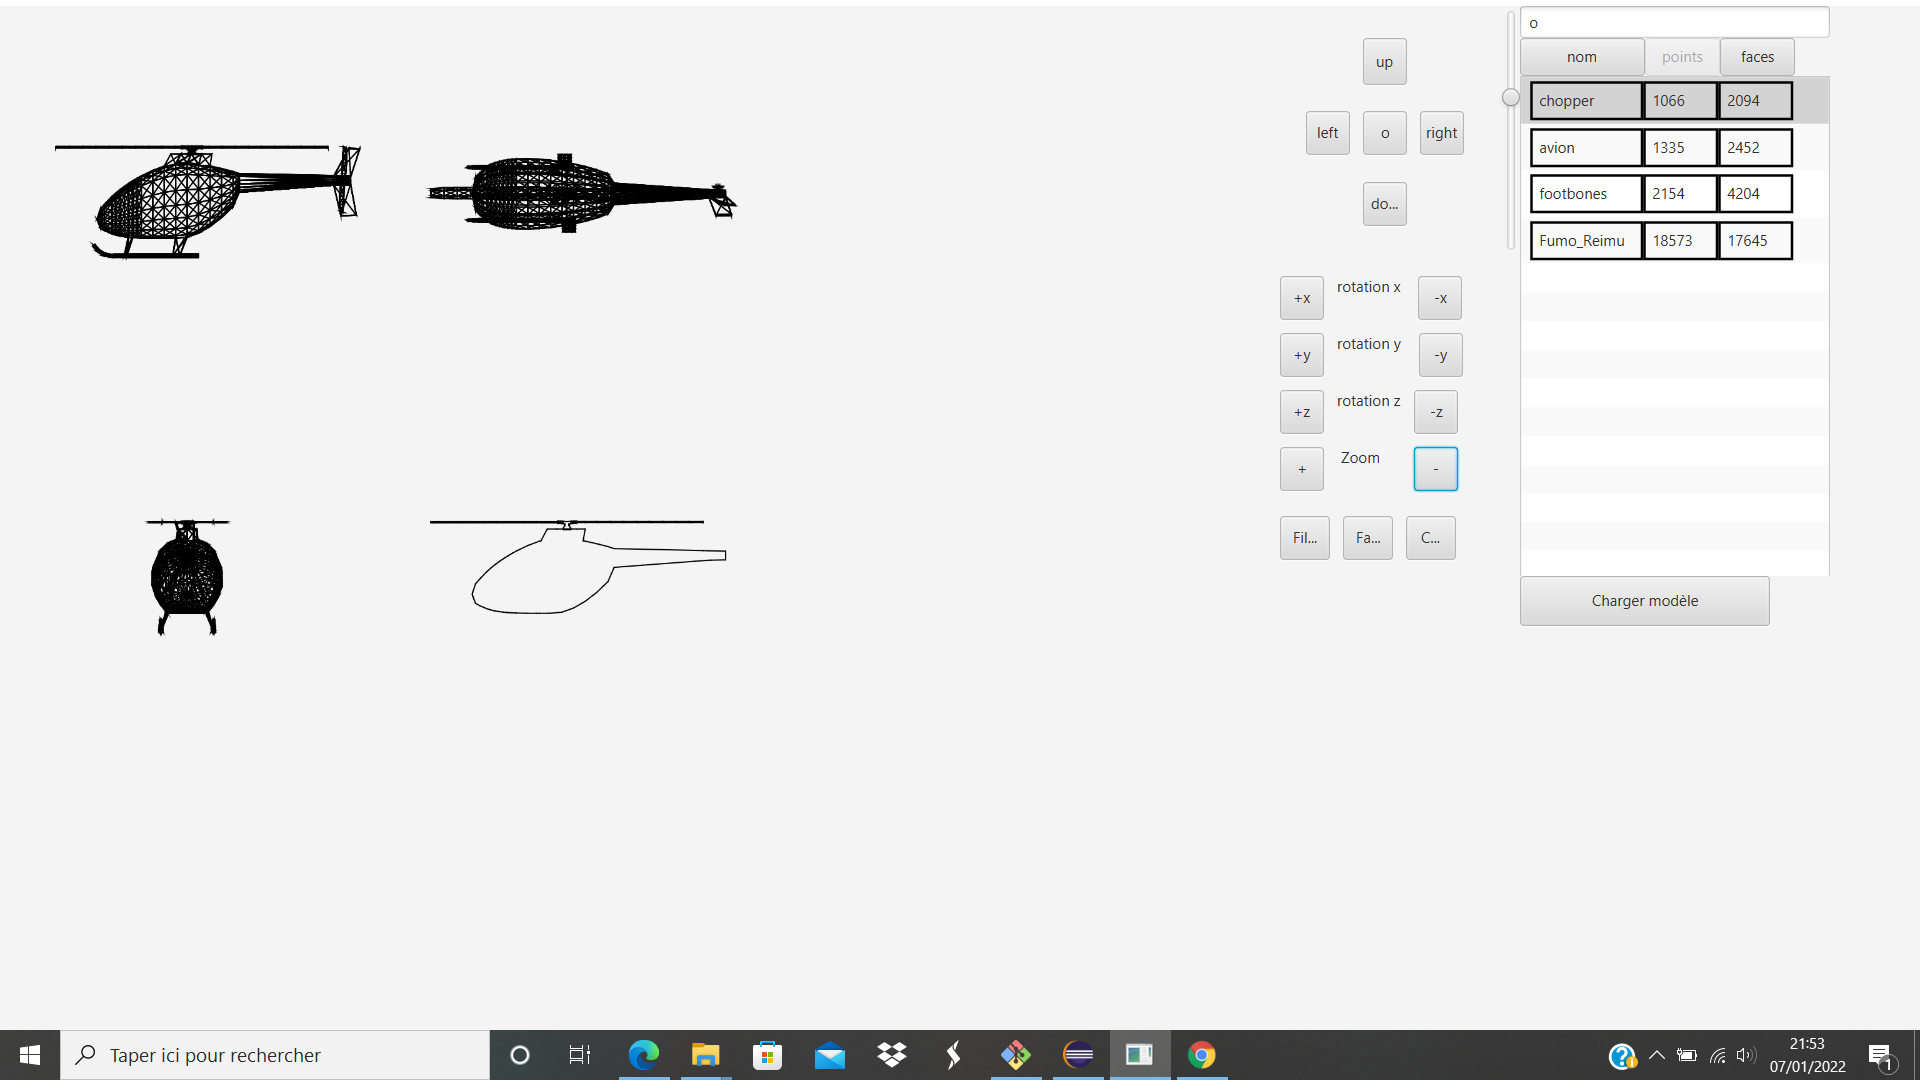 o
nom points faces
chopper 1066 2094
avion 1335 2452
footbones 2154 4204
Fumo_Reimu 18573 17645
Charger modèle
up
left o right
do...
+x rotation x -x
+y rotation y -y
+z rotation z -z
+ Zoom -
Fil... Fa... C...
Taper ici pour rechercher
21:53
07/01/2022
1